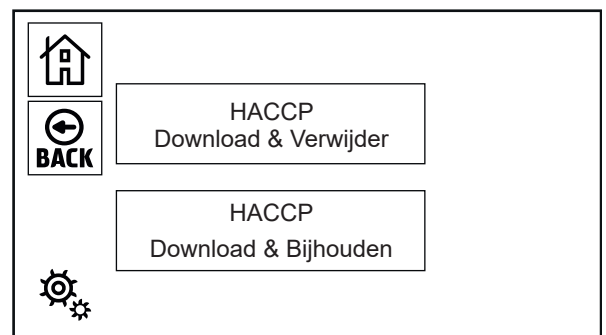 HACCP
Download & Verwijder
BACK
HACCP
Download & Bijhouden